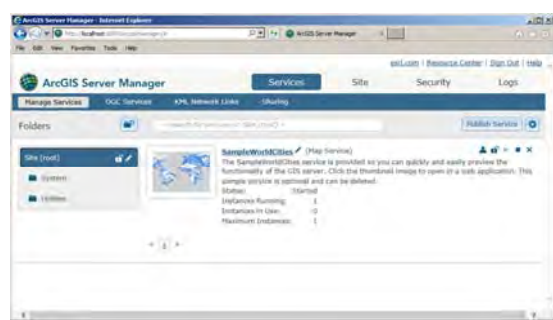 ArcGIS Server Manager - Internet Explorer
ArcGIS Server Manager
File Edit View Favorites Tools Help
esri.com | Resource Center | Sign Out | Help
ArcGIS Server Manager
Services Site Security Logs
Manage Services OGC Services KML Network Links Sharing
Folders
Publish Service
Site (root)
System
Utilities
SampleWorldCities (Map Service)
The SampleWorldCities service is provided so you can quickly and easily preview the
functionality of the GIS server. Click the thumbnail image to open in a web application. This
sample service is optional and can be deleted.
Status: Started
Instances Running: 1
Instances in Use: 0
Maximum Instances: 1
1